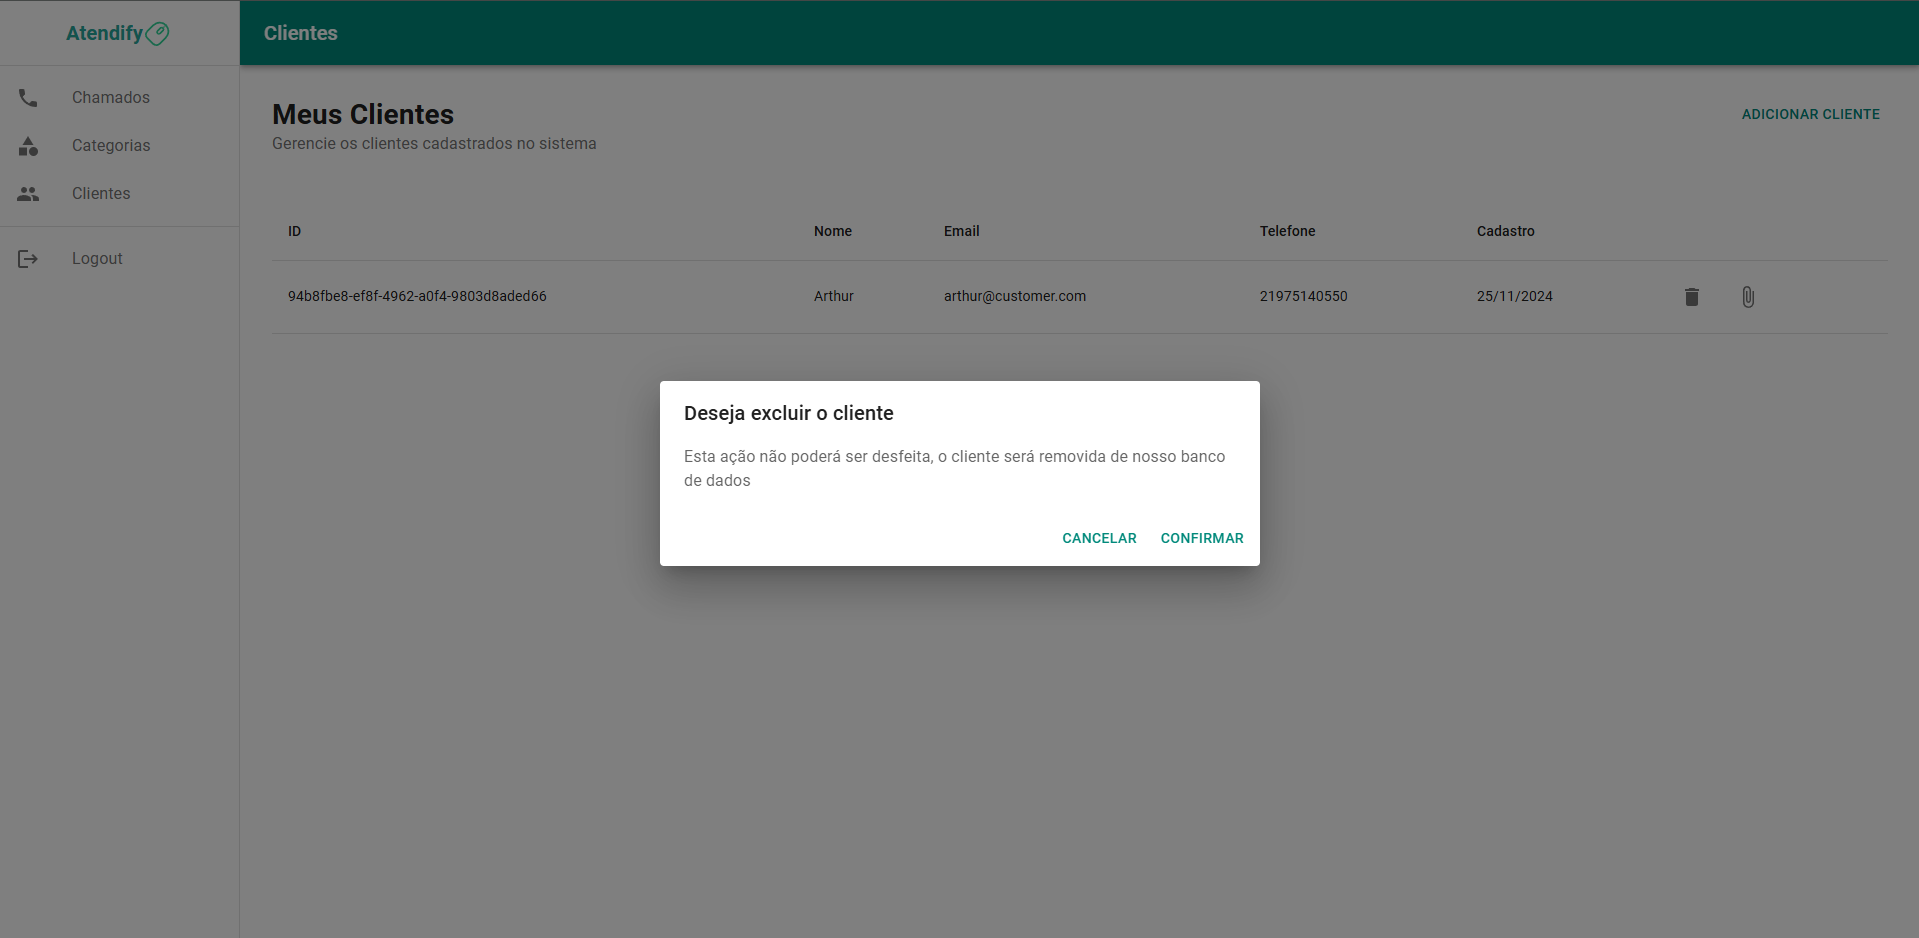 Atendify
Clientes
Chamados
Categorias
Clientes
Logout
Meus Clientes
Gerencie os clientes cadastrados no sistema
ADICIONAR CLIENTE
ID Nome Email Telefone Cadastro
94b8fbe8-ef8f-4962-a0f4-9803d8aded66 Arthur arthur@customer.com 21975140550 25/11/2024
Deseja excluir o cliente
Esta ação não poderá ser desfeita, o cliente será removida de nosso banco
de dados
CANCELAR CONFIRMAR